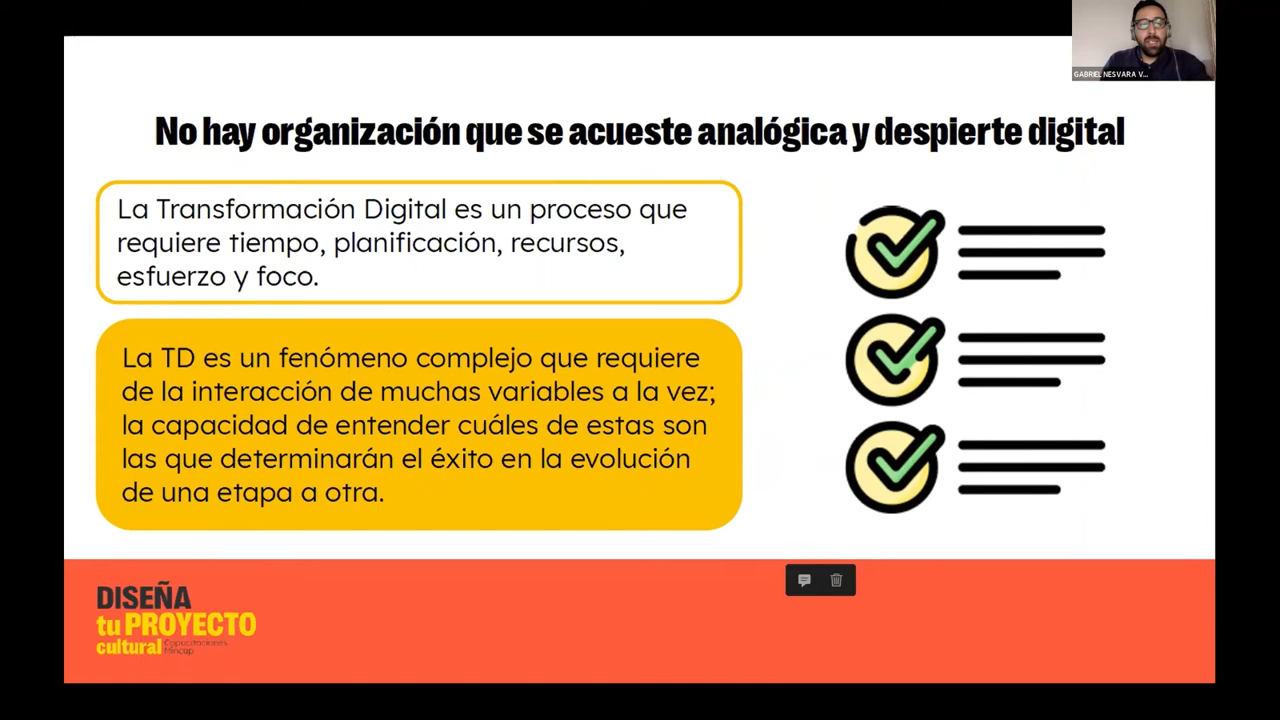 GABRIEL NESVARA V...
No hay organización que se acueste analógica y despierte digital
La Transformación Digital es un proceso que
requiere tiempo, planificación, recursos,
esfuerzo y foco.
La TD es un fenómeno complejo que requiere
de la interacción de muchas variables a la vez;
la capacidad de entender cuáles de estas son
las que determinarán el éxito en la evolución
de una etapa a otra.
DISEÑA
tu PROYECTO
cultural Capacitaciones
Mincap